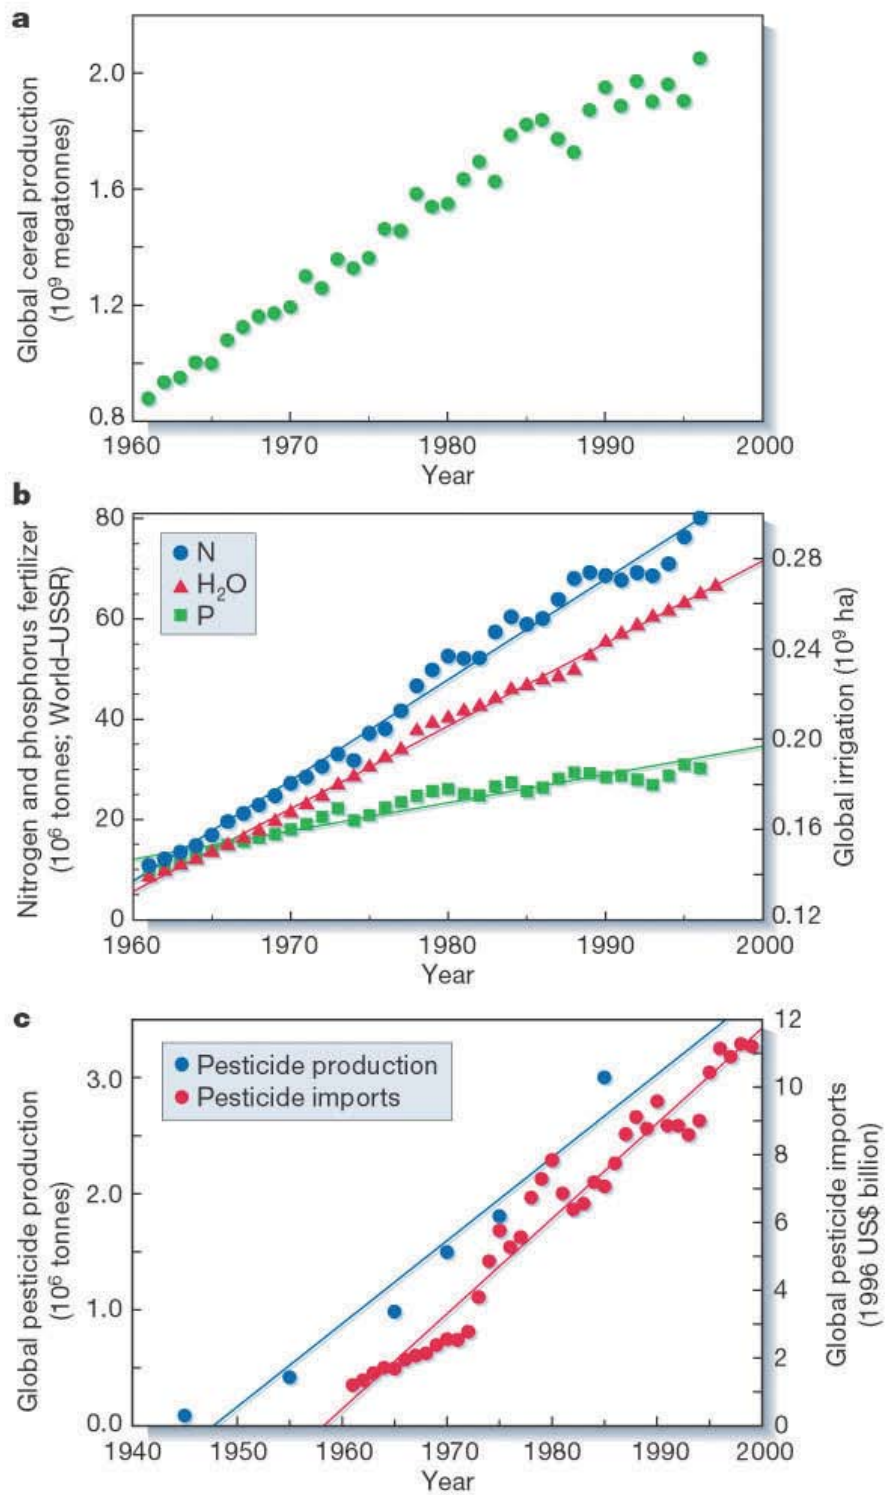 a
Global cereal production
(10⁹ megatonnes)
2.0
1.6
1.2
0.8
1960 1970 1980 1990 2000
Year
b
Nitrogen and phosphorus fertilizer
(10⁶ tonnes; World–USSR)
80
60
40
20
0
N
H₂O
P
0.28
0.24
0.20
0.16
0.12
Global irrigation (10⁹ ha)
1960 1970 1980 1990 2000
Year
c
Global pesticide production
(10⁶ tonnes)
3.0
2.0
1.0
0.0
Pesticide production
Pesticide imports
12
10
8
6
4
2
0
Global pesticide imports
(1996 US$ billion)
1940 1950 1960 1970 1980 1990 2000
Year